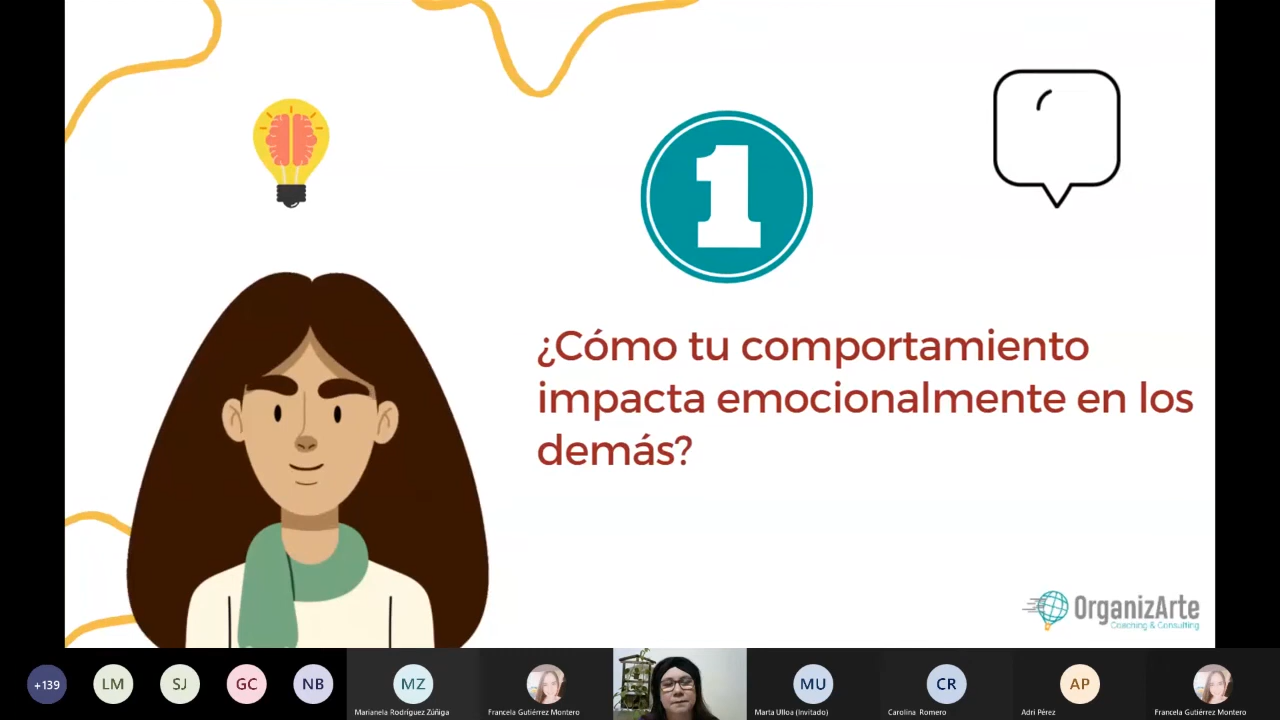 1
¿Cómo tu comportamiento
impacta emocionalmente en los
demás?
OrganizArte
Coaching & Consulting
+139
LM
SJ
GC
NB
MZ
Marianela Rodríguez Zúñiga
Francela Gutiérrez Montero
MU
Marta Ulloa (Invitado)
CR
Carolina Romero
AP
Adri Pérez
Francela Gutiérrez Montero